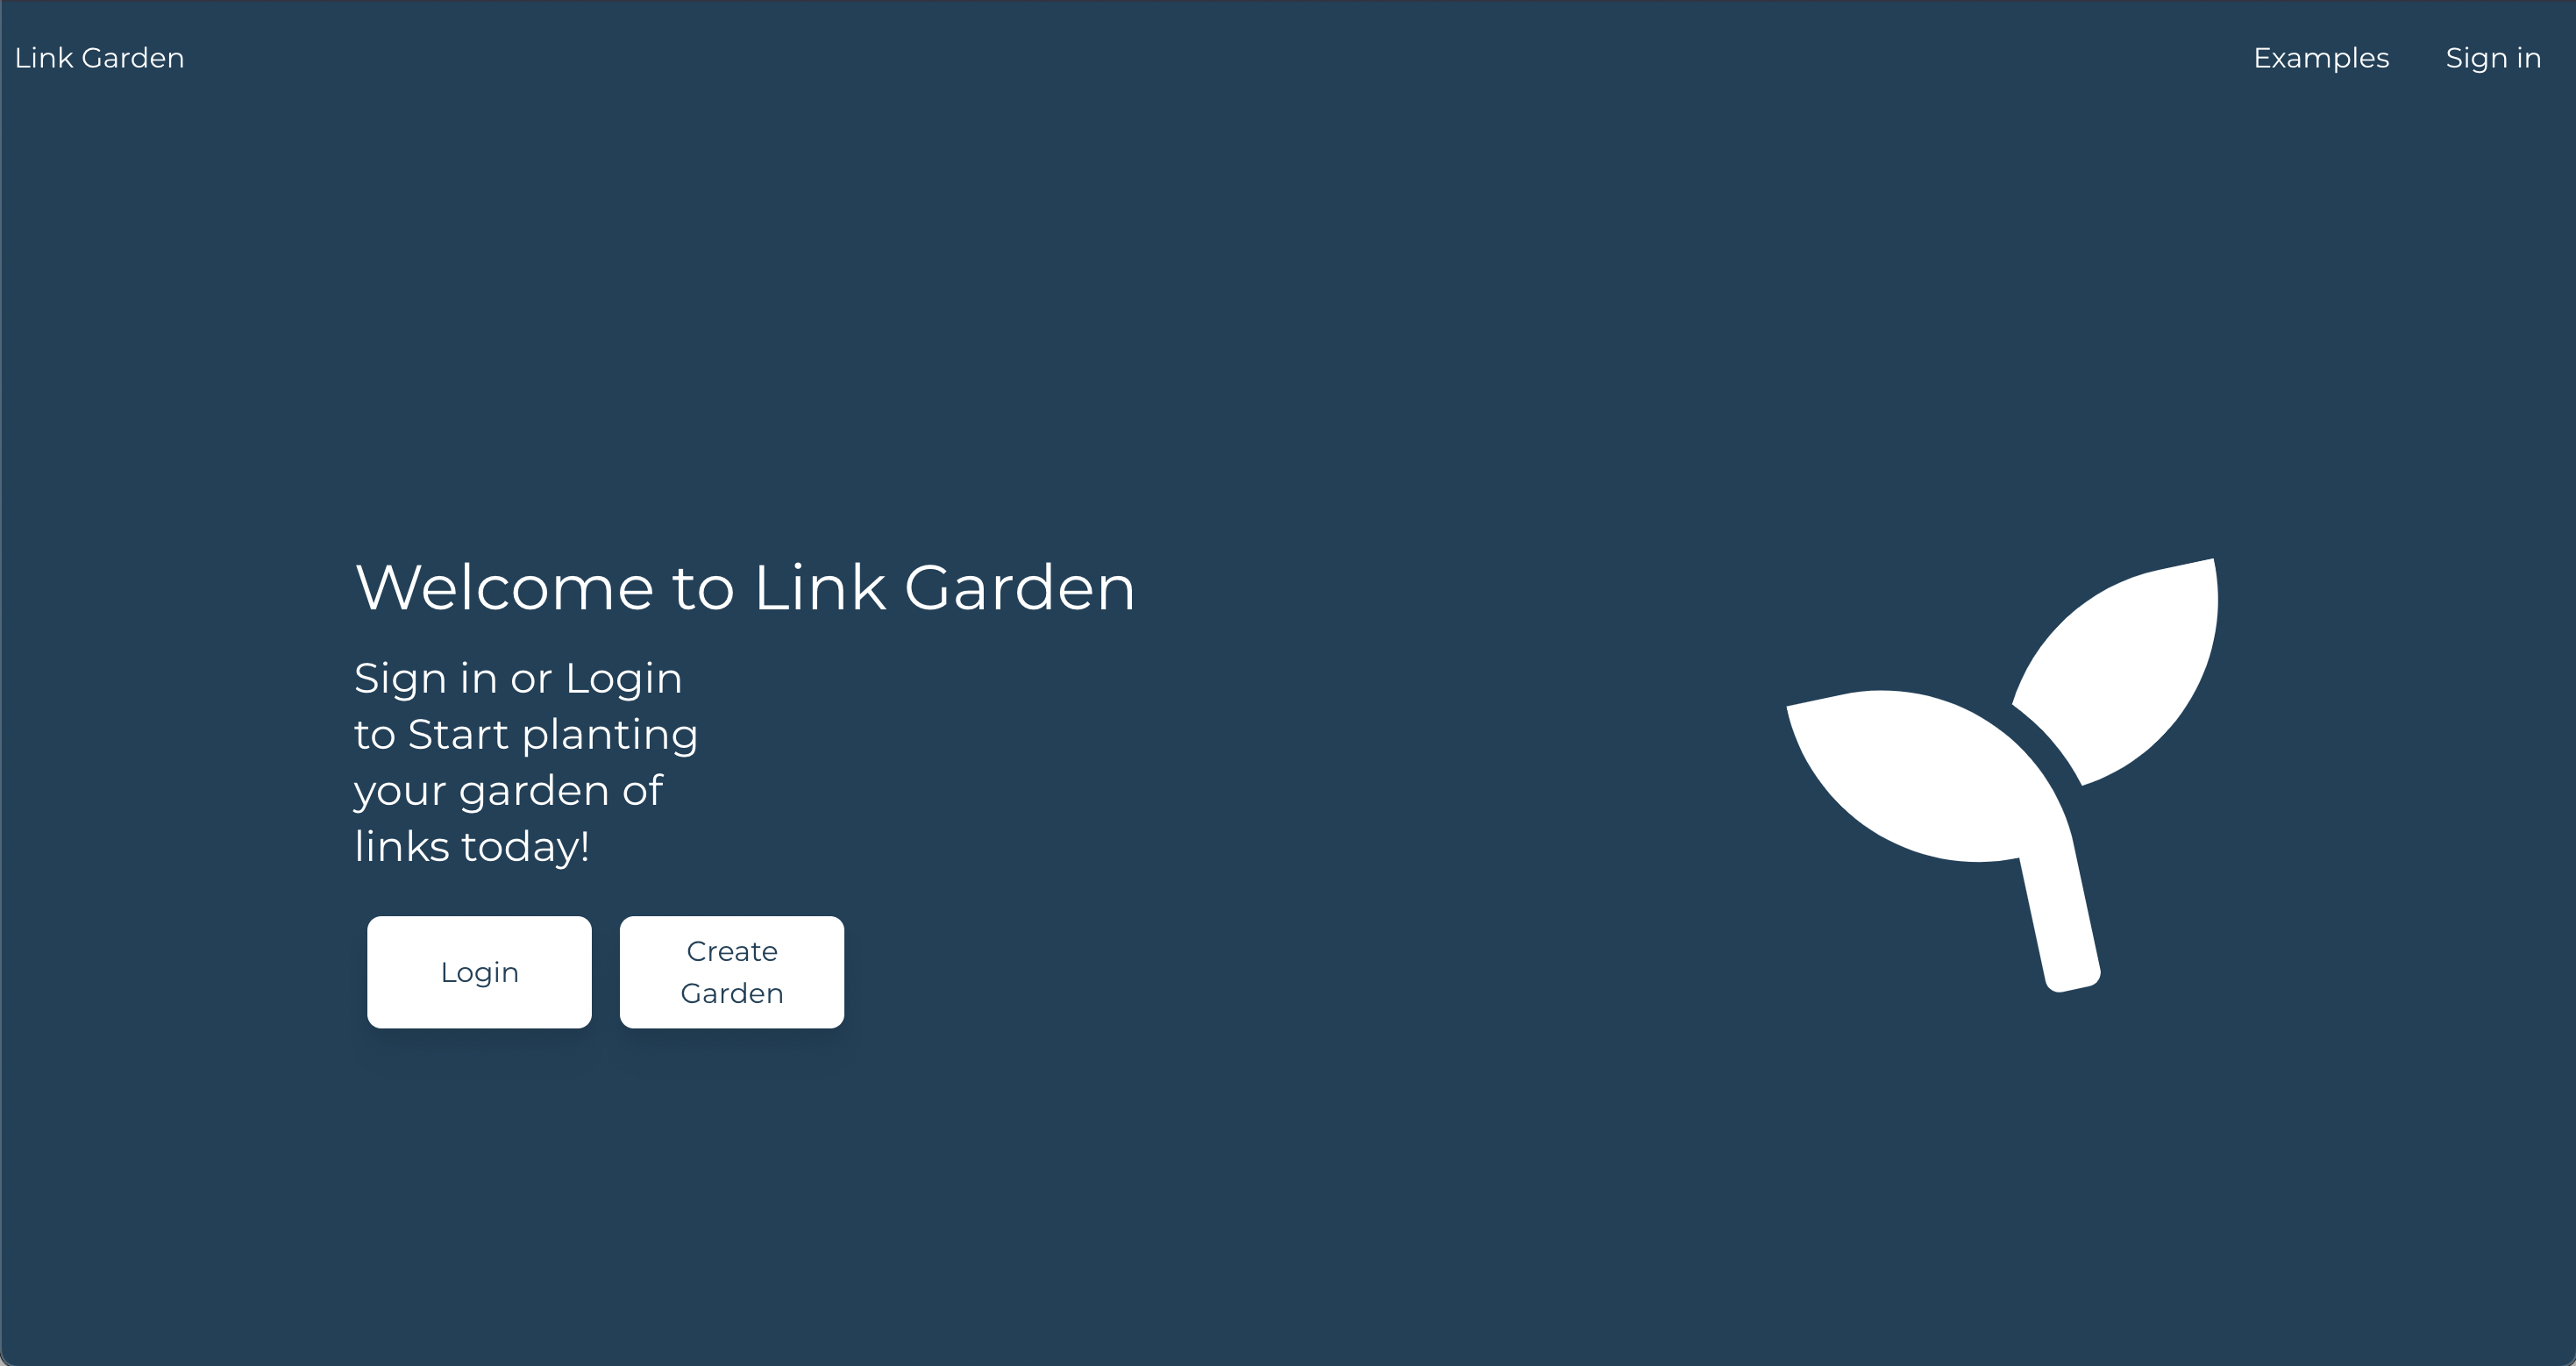 Link Garden
Examples
Sign in
Welcome to Link Garden
Sign in or Login
to Start planting
your garden of
links today!
Login
Create
Garden